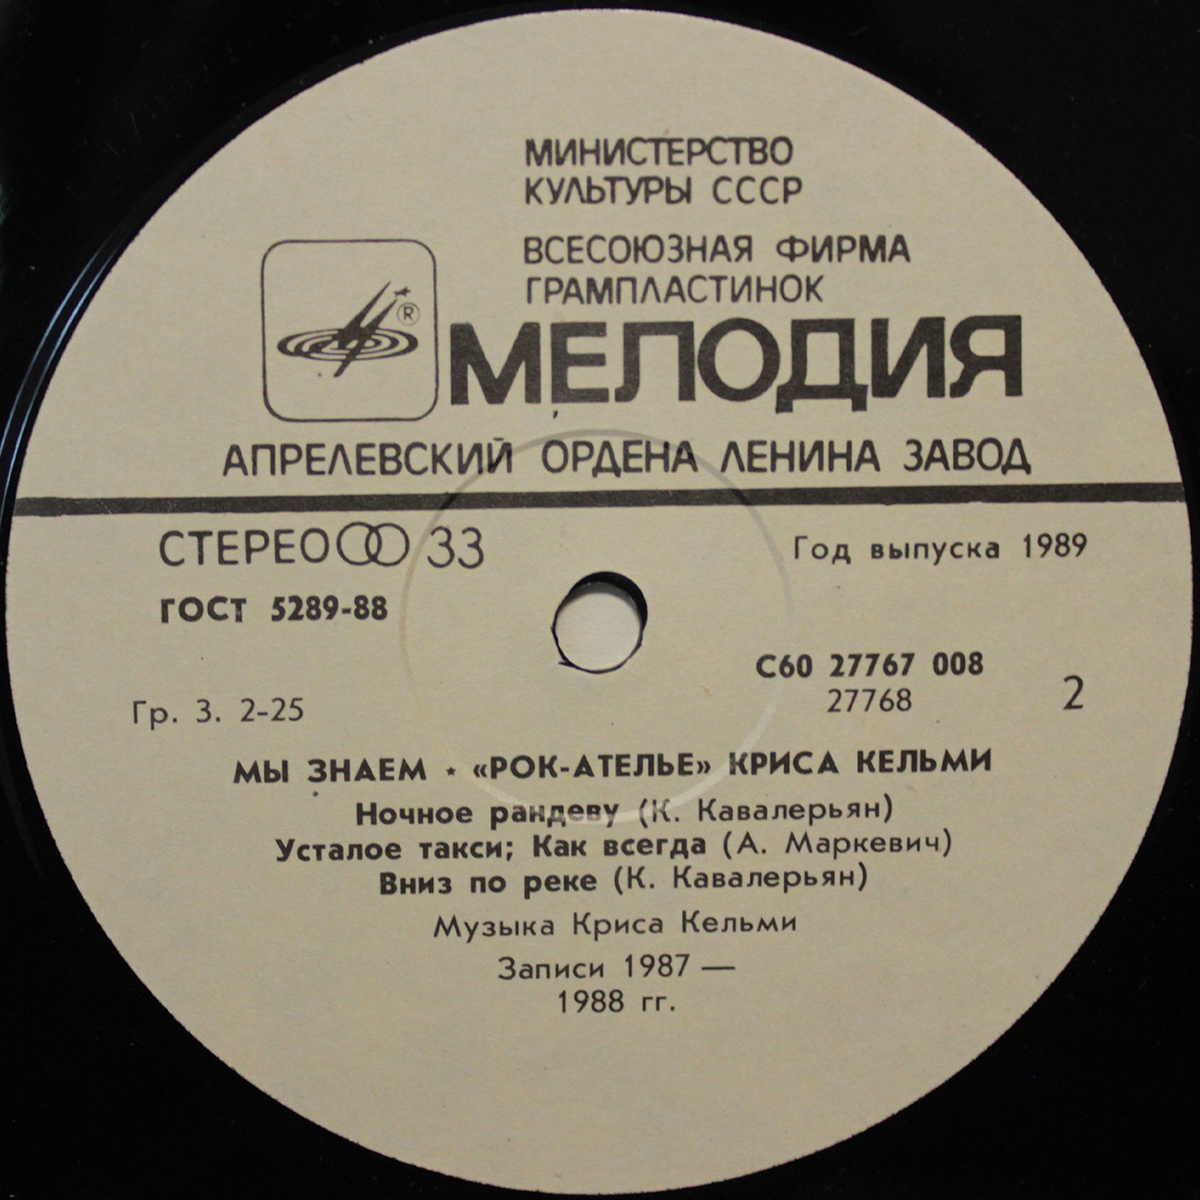 МИНИСТЕРСТВО
КУЛЬТУРЫ СССР
ВСЕСОЮЗНАЯ ФИРМА
ГРАМПЛАСТИНОК
®
МЕЛОДИЯ
АПРЕЛЕВСКИЙ ОРДЕНА ЛЕНИНА ЗАВОД
СТЕРЕО 33
Год выпуска 1989
ГОСТ 5289-88
С60 27767 008
27768
2
Гр. 3. 2-25
МЫ ЗНАЕМ ⋆ «РОК-АТЕЛЬЕ» КРИСА КЕЛЬМИ
Ночное рандеву (К. Кавалерьян)
Усталое такси; Как всегда (А. Маркевич)
Вниз по реке (К. Кавалерьян)
Музыка Криса Кельми
Записи 1987 —
1988 гг.